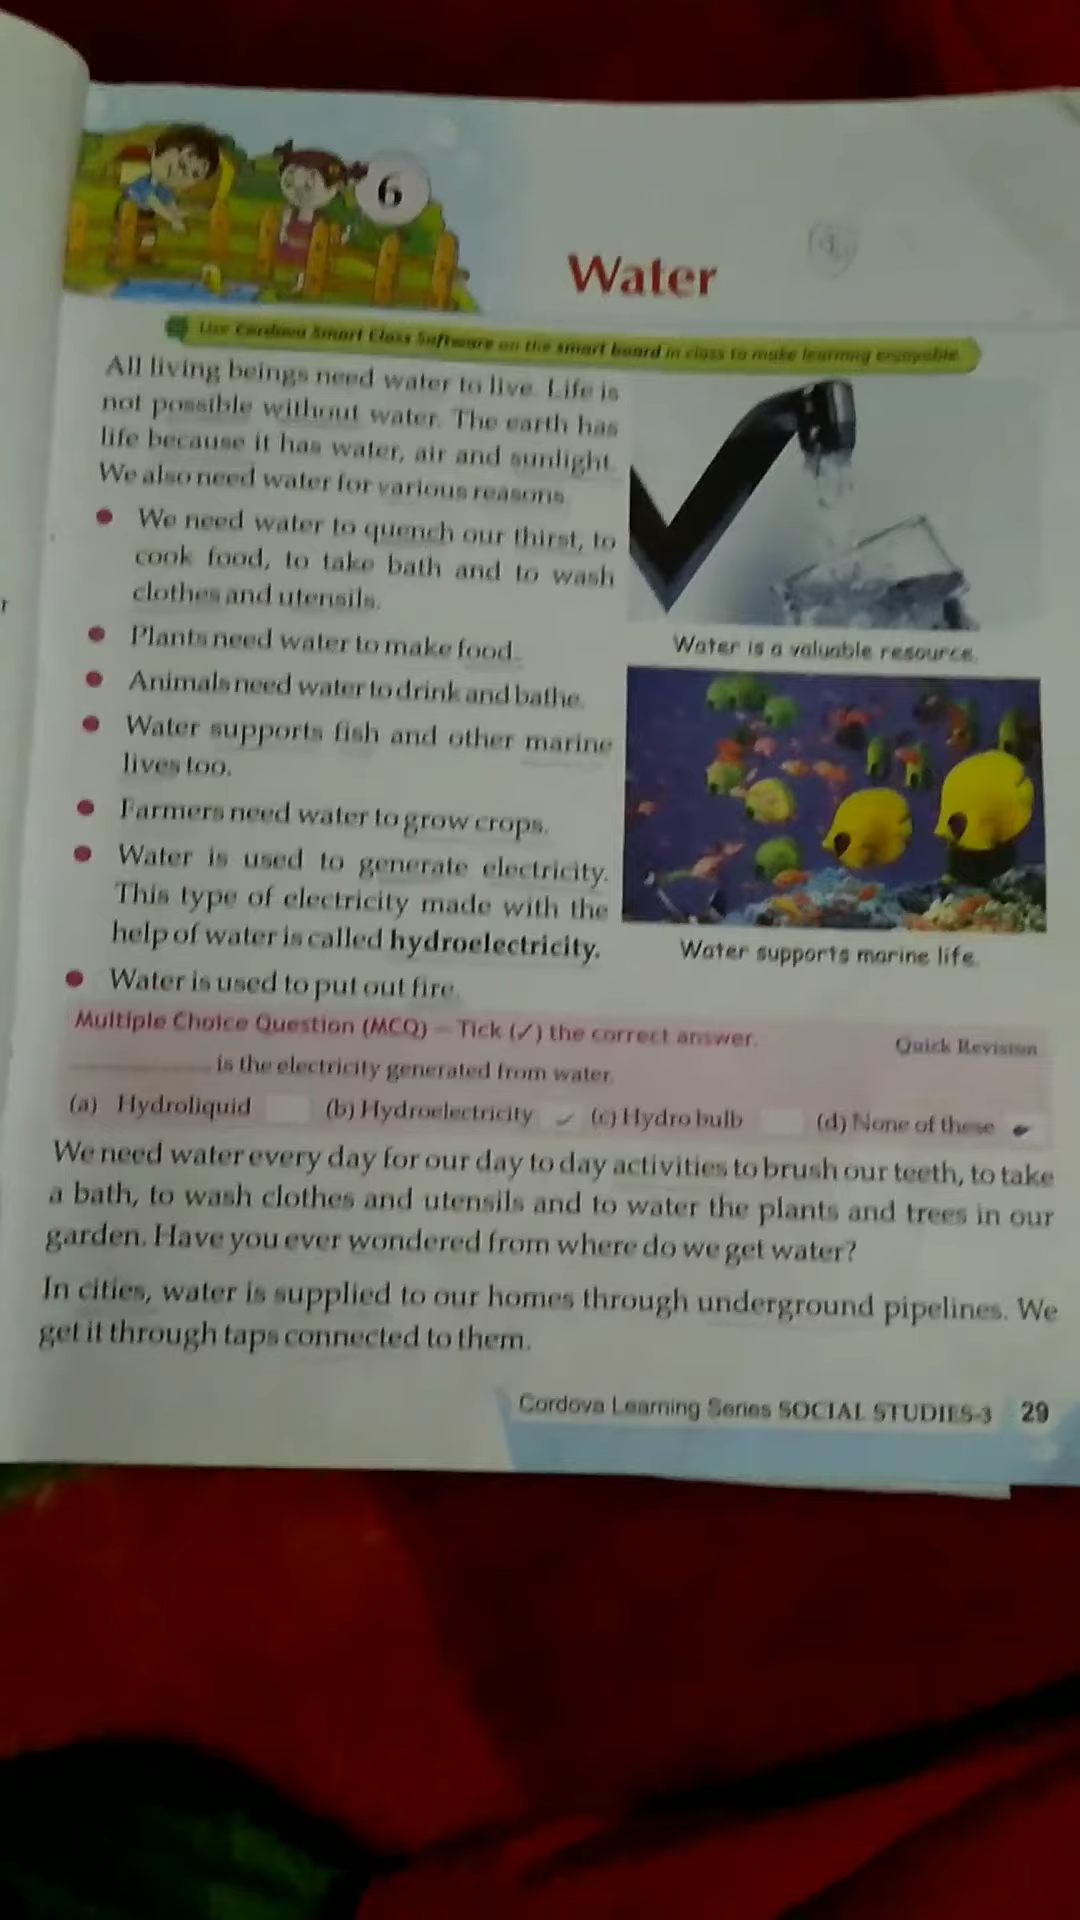 6
Water
Use Cordova Smart Class Software on the smart board in class to make learning enjoyable.
All living beings need water to live. Life is
not possible without water. The earth has
life because it has water, air and sunlight.
We also need water for various reasons.
• We need water to quench our thirst, to
cook food, to take bath and to wash
clothes and utensils.
• Plants need water to make food.
• Animals need water to drink and bathe.
• Water supports fish and other marine
lives too.
• Farmers need water to grow crops.
• Water is used to generate electricity.
This type of electricity made with the
help of water is called hydroelectricity.
• Water is used to put out fire.
Water is a valuable resource.
Water supports marine life.
Multiple Choice Question (MCQ) – Tick (✓) the correct answer.
Quick Revision
____________ is the electricity generated from water.
(a) Hydroliquid (b) Hydroelectricity ✓ (c) Hydro bulb (d) None of these
We need water every day for our day to day activities to brush our teeth, to take
a bath, to wash clothes and utensils and to water the plants and trees in our
garden. Have you ever wondered from where do we get water?
In cities, water is supplied to our homes through underground pipelines. We
get it through taps connected to them.
Cordova Learning Series SOCIAL STUDIES-3 29